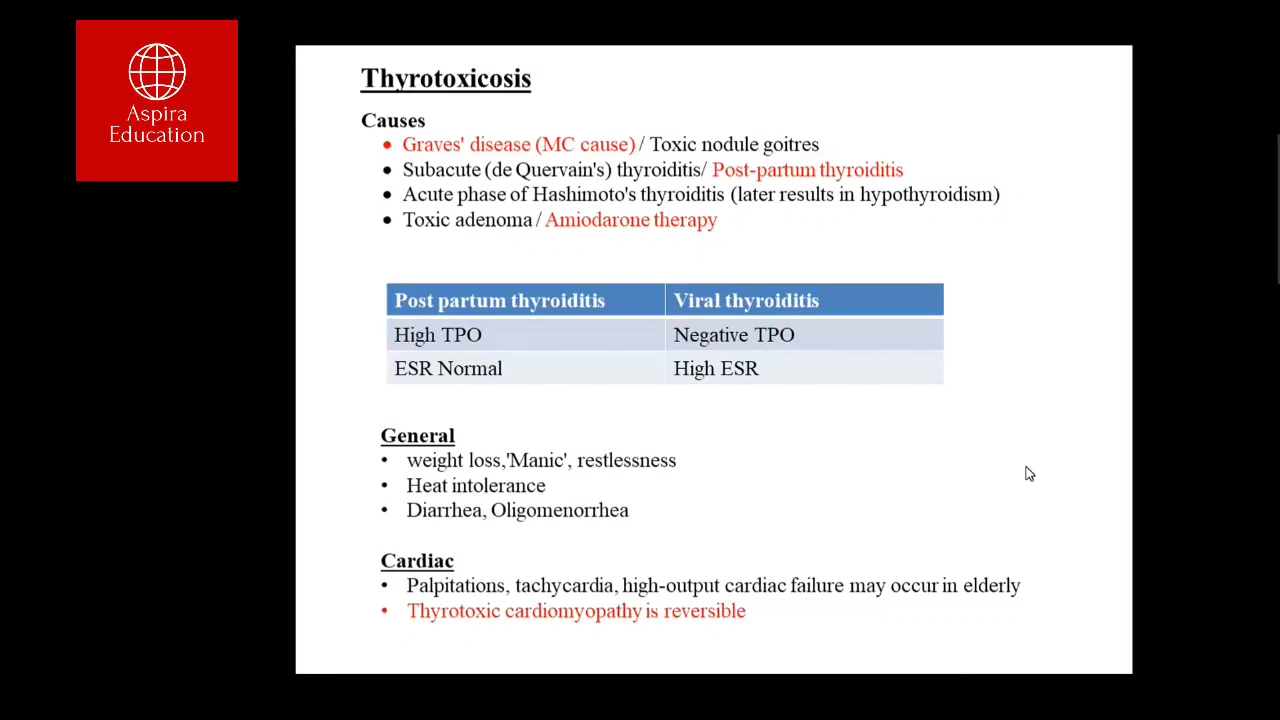 Aspira
Education
Thyrotoxicosis
Causes
• Graves' disease (MC cause) / Toxic nodule goitres
• Subacute (de Quervain's) thyroiditis/ Post-partum thyroiditis
• Acute phase of Hashimoto's thyroiditis (later results in hypothyroidism)
• Toxic adenoma / Amiodarone therapy
Post partum thyroiditis Viral thyroiditis
High TPO Negative TPO
ESR Normal High ESR
General
• weight loss,'Manic', restlessness
• Heat intolerance
• Diarrhea, Oligomenorrhea
Cardiac
• Palpitations, tachycardia, high-output cardiac failure may occur in elderly
• Thyrotoxic cardiomyopathy is reversible